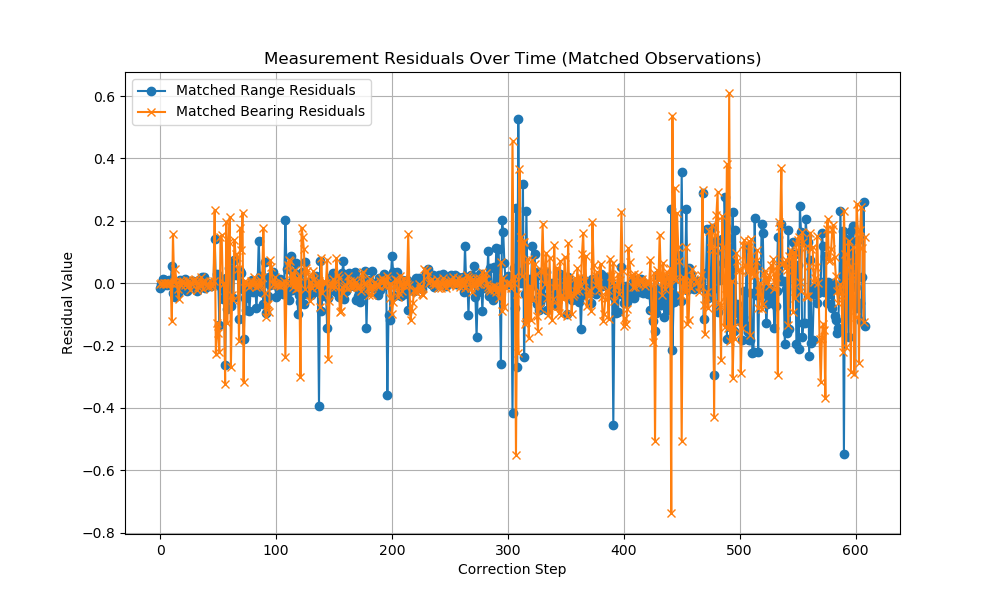 Measurement Residuals Over Time (Matched Observations)
Matched Range Residuals
Matched Bearing Residuals
Residual Value
0.6
0.4
0.2
0.0
−0.2
−0.4
−0.6
−0.8
0 100 200 300 400 500 600
Correction Step